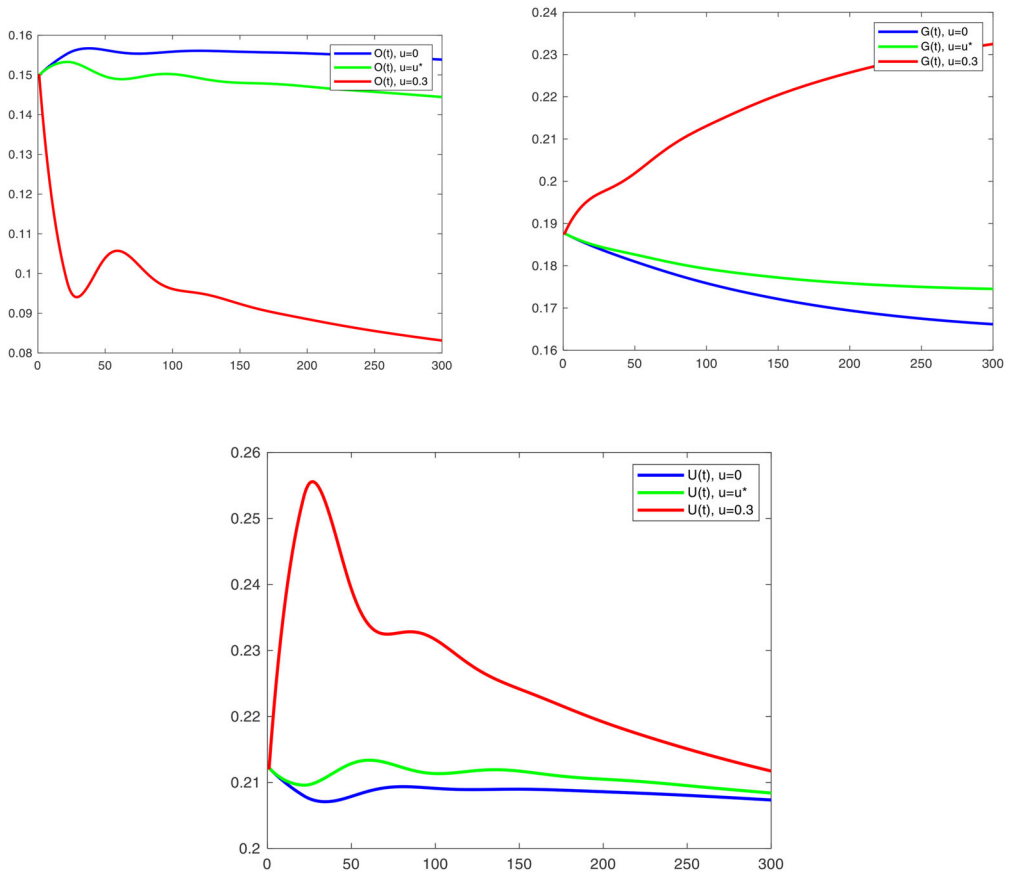 0.16
0.15
0.14
0.13
0.12
0.11
0.1
0.09
0.08
0 50 100 150 200 250 300
O(t), u=0
O(t), u=u*
O(t), u=0.3
0.24
0.23
0.22
0.21
0.2
0.19
0.18
0.17
0.16
0 50 100 150 200 250 300
G(t), u=0
G(t), u=u*
G(t), u=0.3
0.26
0.25
0.24
0.23
0.22
0.21
0.2
0 50 100 150 200 250 300
U(t), u=0
U(t), u=u*
U(t), u=0.3